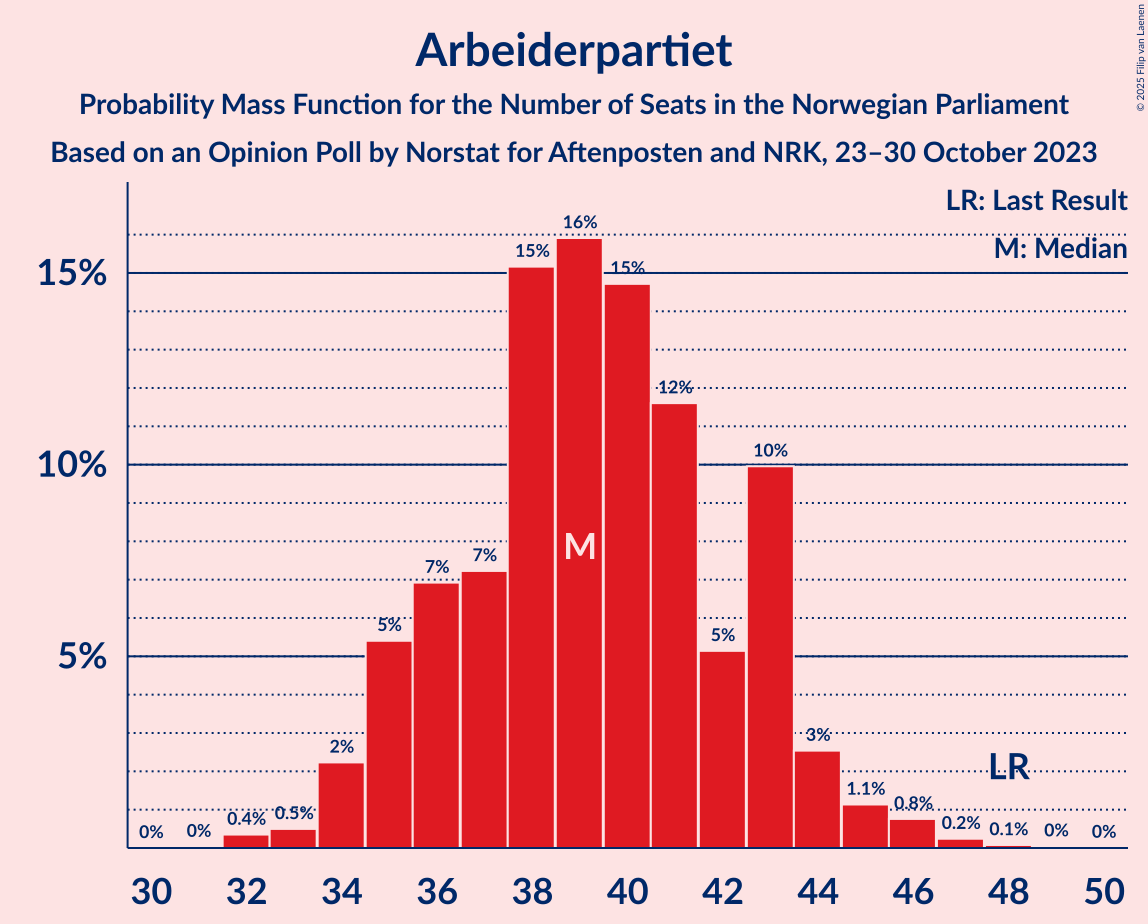 Arbeiderpartiet
Probability Mass Function for the Number of Seats in the Norwegian Parliament
Based on an Opinion Poll by Norstat for Aftenposten and NRK, 23–30 October 2023
© 2025 Filip van Laenen
LR: Last Result
M: Median
15%
10%
5%
0%
0%
0.4%
0.5%
2%
5%
7%
7%
15%
16%
15%
12%
5%
10%
3%
1.1%
0.8%
0.2%
0.1%
0%
0%
M
LR
30 32 34 36 38 40 42 44 46 48 50